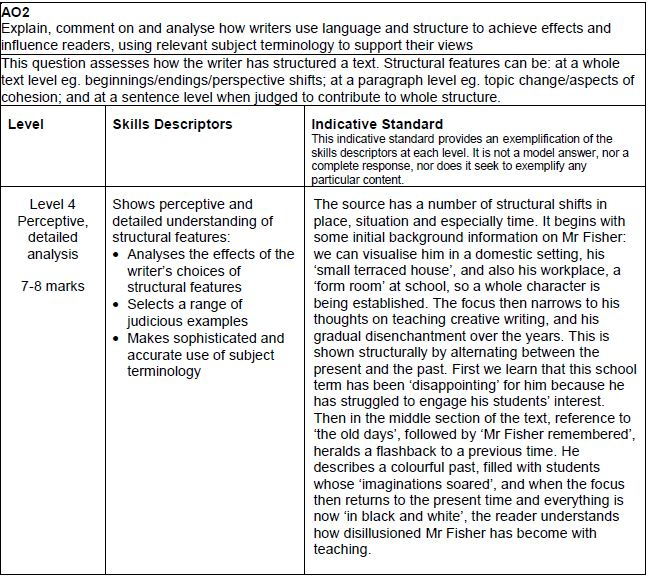 AO2
Explain, comment on and analyse how writers use language and structure to achieve effects and
influence readers, using relevant subject terminology to support their views
This question assesses how the writer has structured a text. Structural features can be: at a whole
text level eg. beginnings/endings/perspective shifts; at a paragraph level eg. topic change/aspects of
cohesion; and at a sentence level when judged to contribute to whole structure.
Level
Skills Descriptors
Indicative Standard
This indicative standard provides an exemplification of the
skills descriptors at each level. It is not a model answer, nor a
complete response, nor does it seek to exemplify any
particular content.
Level 4
Perceptive,
detailed
analysis
7-8 marks
Shows perceptive and
detailed understanding of
structural features:
• Analyses the effects of the
writer's choices of
structural features
• Selects a range of
judicious examples
• Makes sophisticated and
accurate use of subject
terminology
The source has a number of structural shifts in
place, situation and especially time. It begins with
some initial background information on Mr Fisher:
we can visualise him in a domestic setting, his
'small terraced house', and also his workplace, a
'form room' at school, so a whole character is
being established. The focus then narrows to his
thoughts on teaching creative writing, and his
gradual disenchantment over the years. This is
shown structurally by alternating between the
present and the past. First we learn that this school
term has been 'disappointing' for him because he
has struggled to engage his students' interest.
Then in the middle section of the text, reference to
'the old days', followed by 'Mr Fisher remembered',
heralds a flashback to a previous time. He
describes a colourful past, filled with students
whose 'imaginations soared', and when the focus
then returns to the present time and everything is
now 'in black and white', the reader understands
how disillusioned Mr Fisher has become with
teaching.